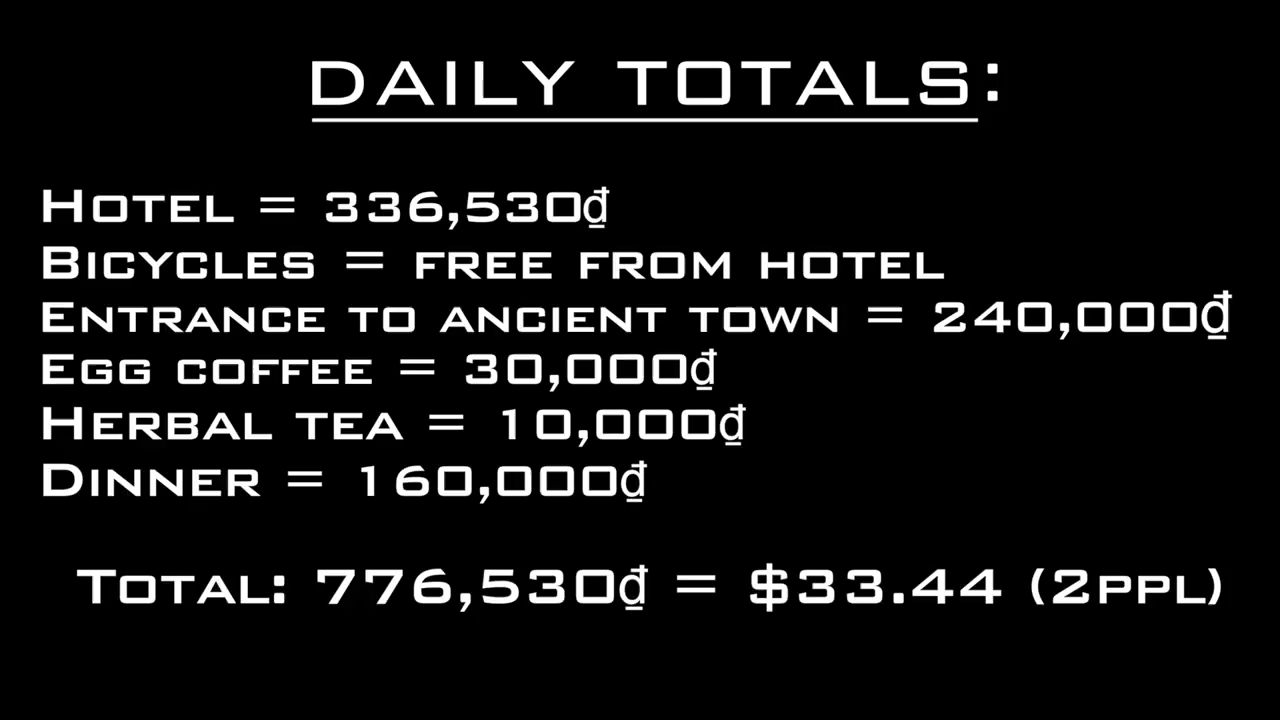 DAILY TOTALS:
HOTEL = 336,530₫
BICYCLES = FREE FROM HOTEL
ENTRANCE TO ANCIENT TOWN = 240,000₫
EGG COFFEE = 30,000₫
HERBAL TEA = 10,000₫
DINNER = 160,000₫
TOTAL: 776,530₫ = $33.44 (2PPL)